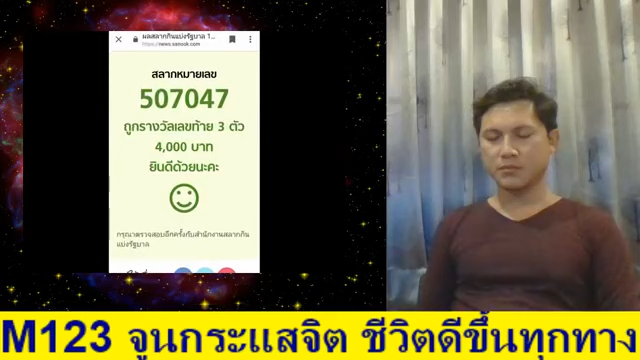 ผลสลากกินแบ่งรัฐบาล 1...
https://news.sanook.com
สลากหมายเลข
507047
ถูกรางวัลเลขท้าย 3 ตัว
4,000 บาท
ยินดีด้วยนะคะ
กรุณาตรวจสอบอีกครั้งกับสำนักงานสลากกิน
แบ่งรัฐบาล
M123 จูนกระแสจิต ชีวิตดีขึ้นทุกทาง